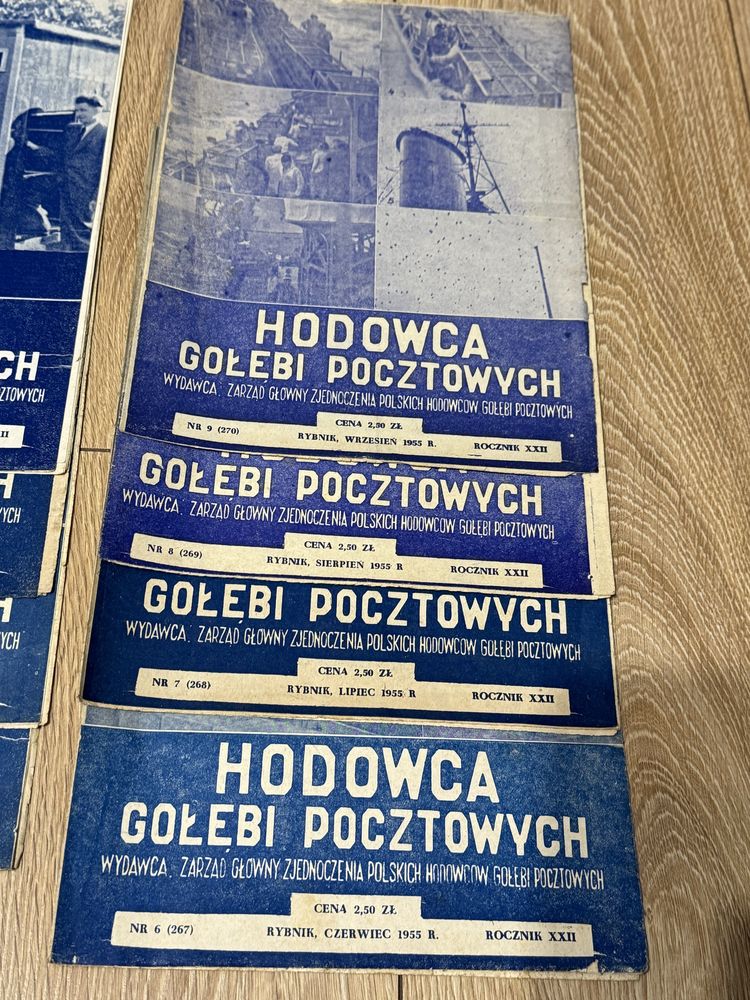 HODOWCA
GOŁĘBI POCZTOWYCH
WYDAWCA: ZARZĄD GŁÓWNY ZJEDNOCZENIA POLSKICH HODOWCÓW GOŁĘBI POCZTOWYCH
CENA 2,50 ZŁ
NR 9 (270) RYBNIK, WRZESIEŃ 1955 R. ROCZNIK XXII
GOŁĘBI POCZTOWYCH
WYDAWCA: ZARZĄD GŁÓWNY ZJEDNOCZENIA POLSKICH HODOWCÓW GOŁĘBI POCZTOWYCH
CENA 2,50 ZŁ
NR 8 (269) RYBNIK, SIERPIEŃ 1955 R ROCZNIK XXII
GOŁĘBI POCZTOWYCH
WYDAWCA: ZARZĄD GŁÓWNY ZJEDNOCZENIA POLSKICH HODOWCÓW GOŁĘBI POCZTOWYCH
CENA 2,50 ZŁ
NR 7 (268) RYBNIK, LIPIEC 1955 R ROCZNIK XXII
HODOWCA
GOŁĘBI POCZTOWYCH
WYDAWCA: ZARZĄD GŁÓWNY ZJEDNOCZENIA POLSKICH HODOWCÓW GOŁĘBI POCZTOWYCH
CENA 2,50 ZŁ
NR 6 (267) RYBNIK, CZERWIEC 1955 R. ROCZNIK XXII